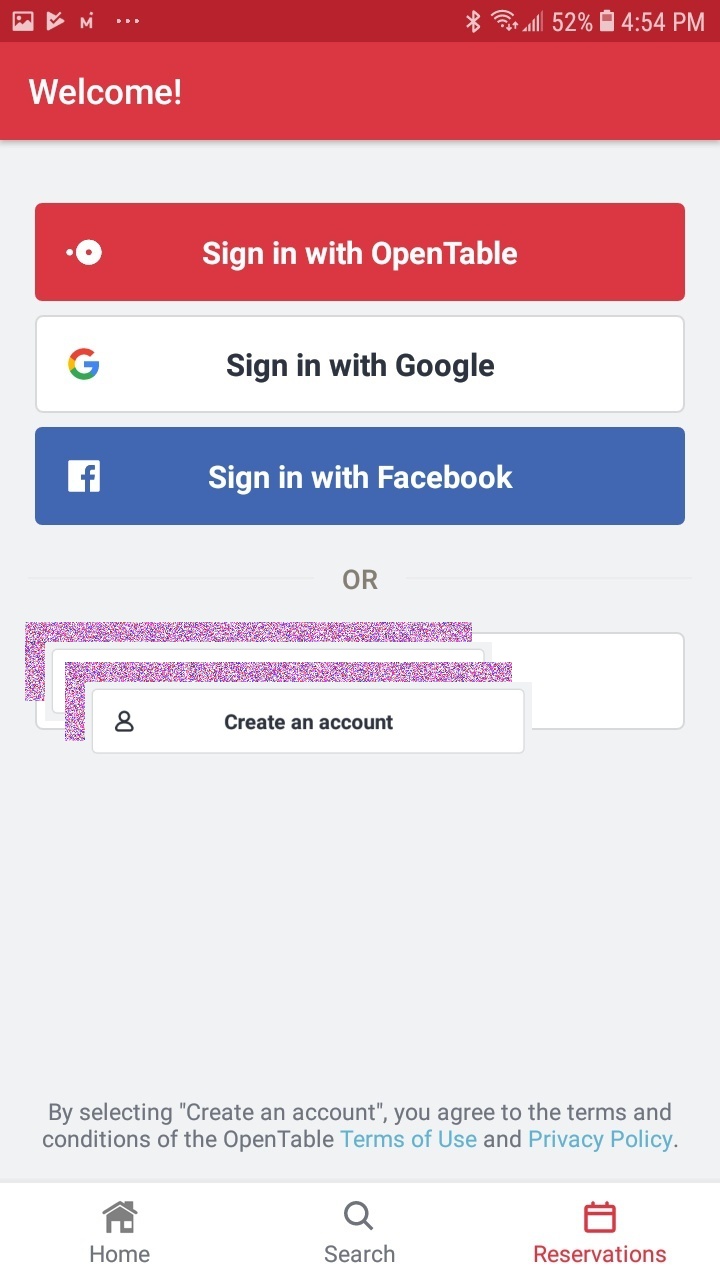 52% 4:54 PM
Welcome!
Sign in with OpenTable
Sign in with Google
Sign in with Facebook
OR
Create an account
By selecting "Create an account", you agree to the terms and
conditions of the OpenTable Terms of Use and Privacy Policy.
Home Search Reservations